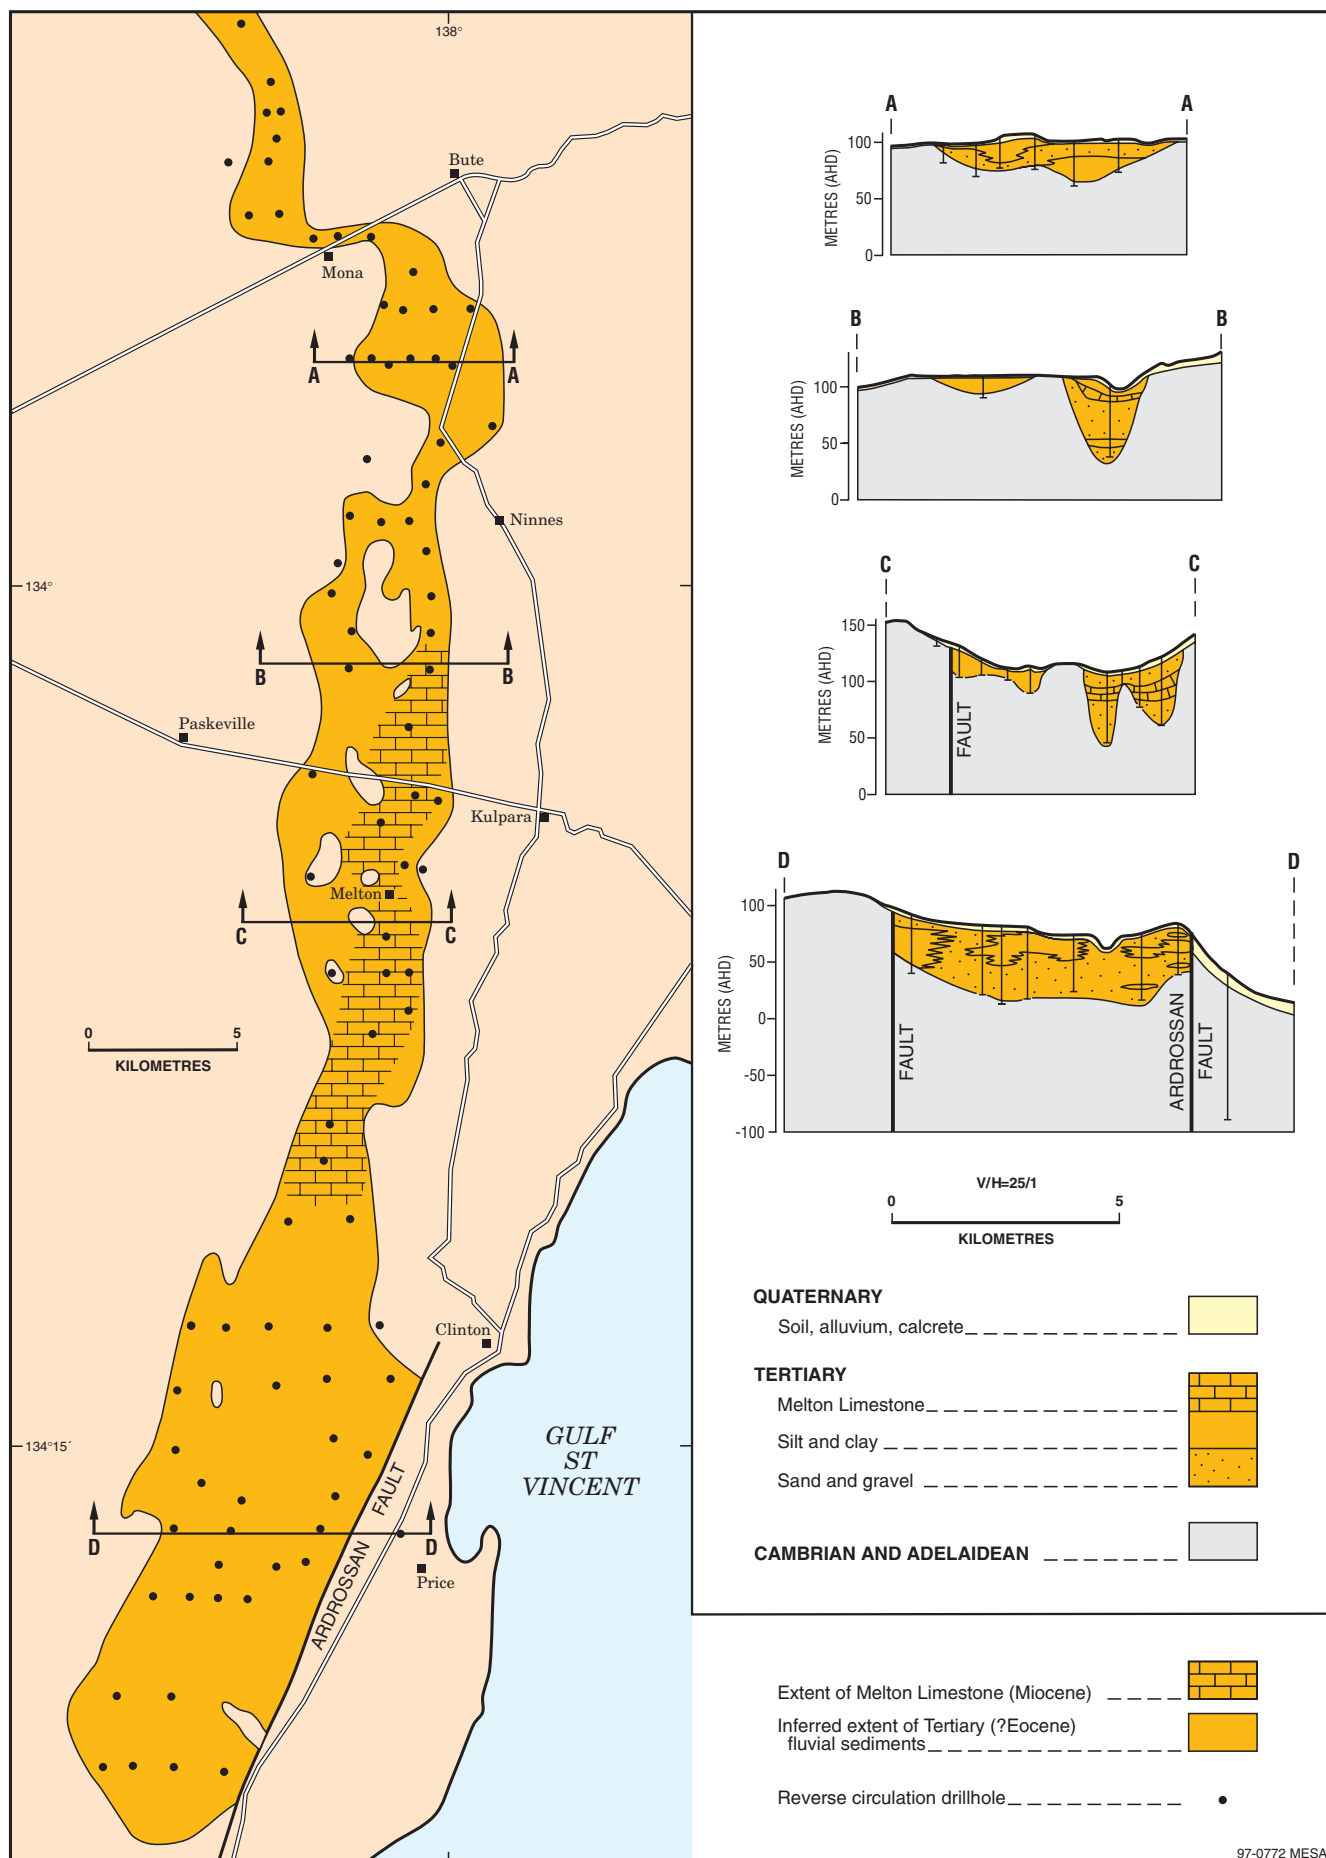 138°
Bute
Mona
A
A
Ninnes
134°
B
B
Paskeville
Kulpara
Melton
C
C
0
5
KILOMETRES
Clinton
134°15´
GULF
ST
VINCENT
ARDROSSAN FAULT
D
D
Price
A
A
METRES (AHD)
100
50
0
B
B
METRES (AHD)
100
50
0
C
C
METRES (AHD)
150
100
50
0
FAULT
D
D
METRES (AHD)
100
50
0
-50
-100
FAULT
ARDROSSAN
FAULT
V/H=25/1
0
5
KILOMETRES
QUATERNARY
Soil, alluvium, calcrete
TERTIARY
Melton Limestone
Silt and clay
Sand and gravel
CAMBRIAN AND ADELAIDEAN
Extent of Melton Limestone (Miocene)
Inferred extent of Tertiary (?Eocene)
fluvial sediments
Reverse circulation drillhole
97-0772 MESA